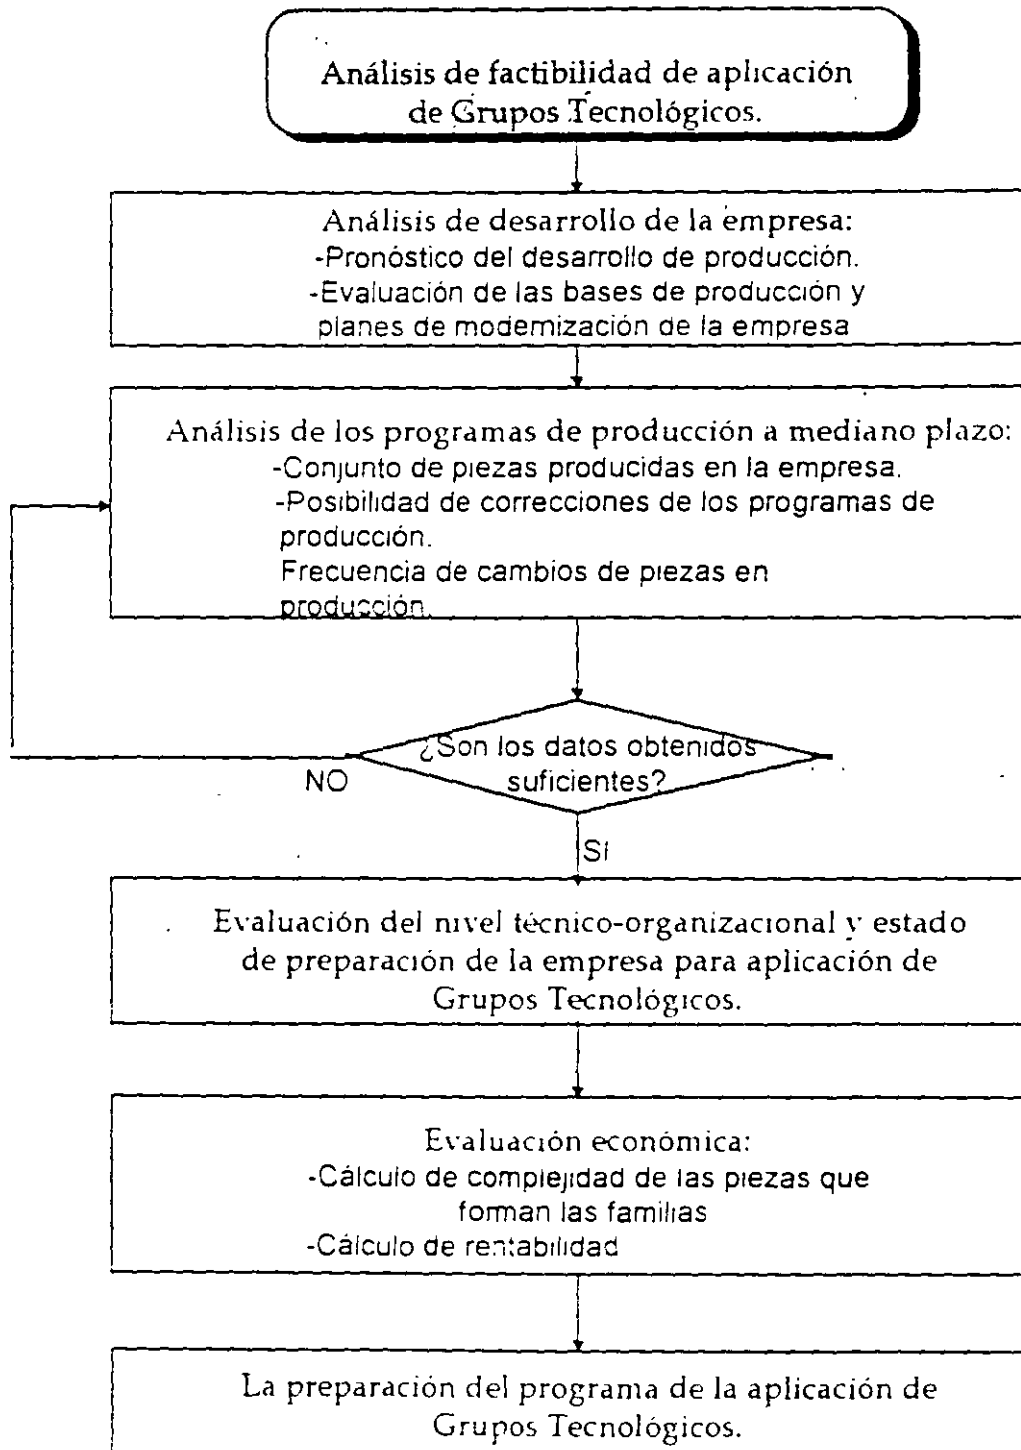 Análisis de factibilidad de aplicación
de Grupos Tecnológicos.
Análisis de desarrollo de la empresa:
-Pronóstico del desarrollo de producción.
-Evaluación de las bases de producción y
planes de modernización de la empresa
Análisis de los programas de producción a mediano plazo:
-Conjunto de piezas producidas en la empresa.
-Posibilidad de correcciones de los programas de
producción.
Frecuencia de cambios de piezas en
producción.
¿Son los datos obtenidos
suficientes?
NO
SI
Evaluación del nivel técnico-organizacional y estado
de preparación de la empresa para aplicación de
Grupos Tecnológicos.
Evaluación económica:
-Cálculo de complejidad de las piezas que
forman las familias
-Cálculo de rentabilidad
La preparación del programa de la aplicación de
Grupos Tecnológicos.